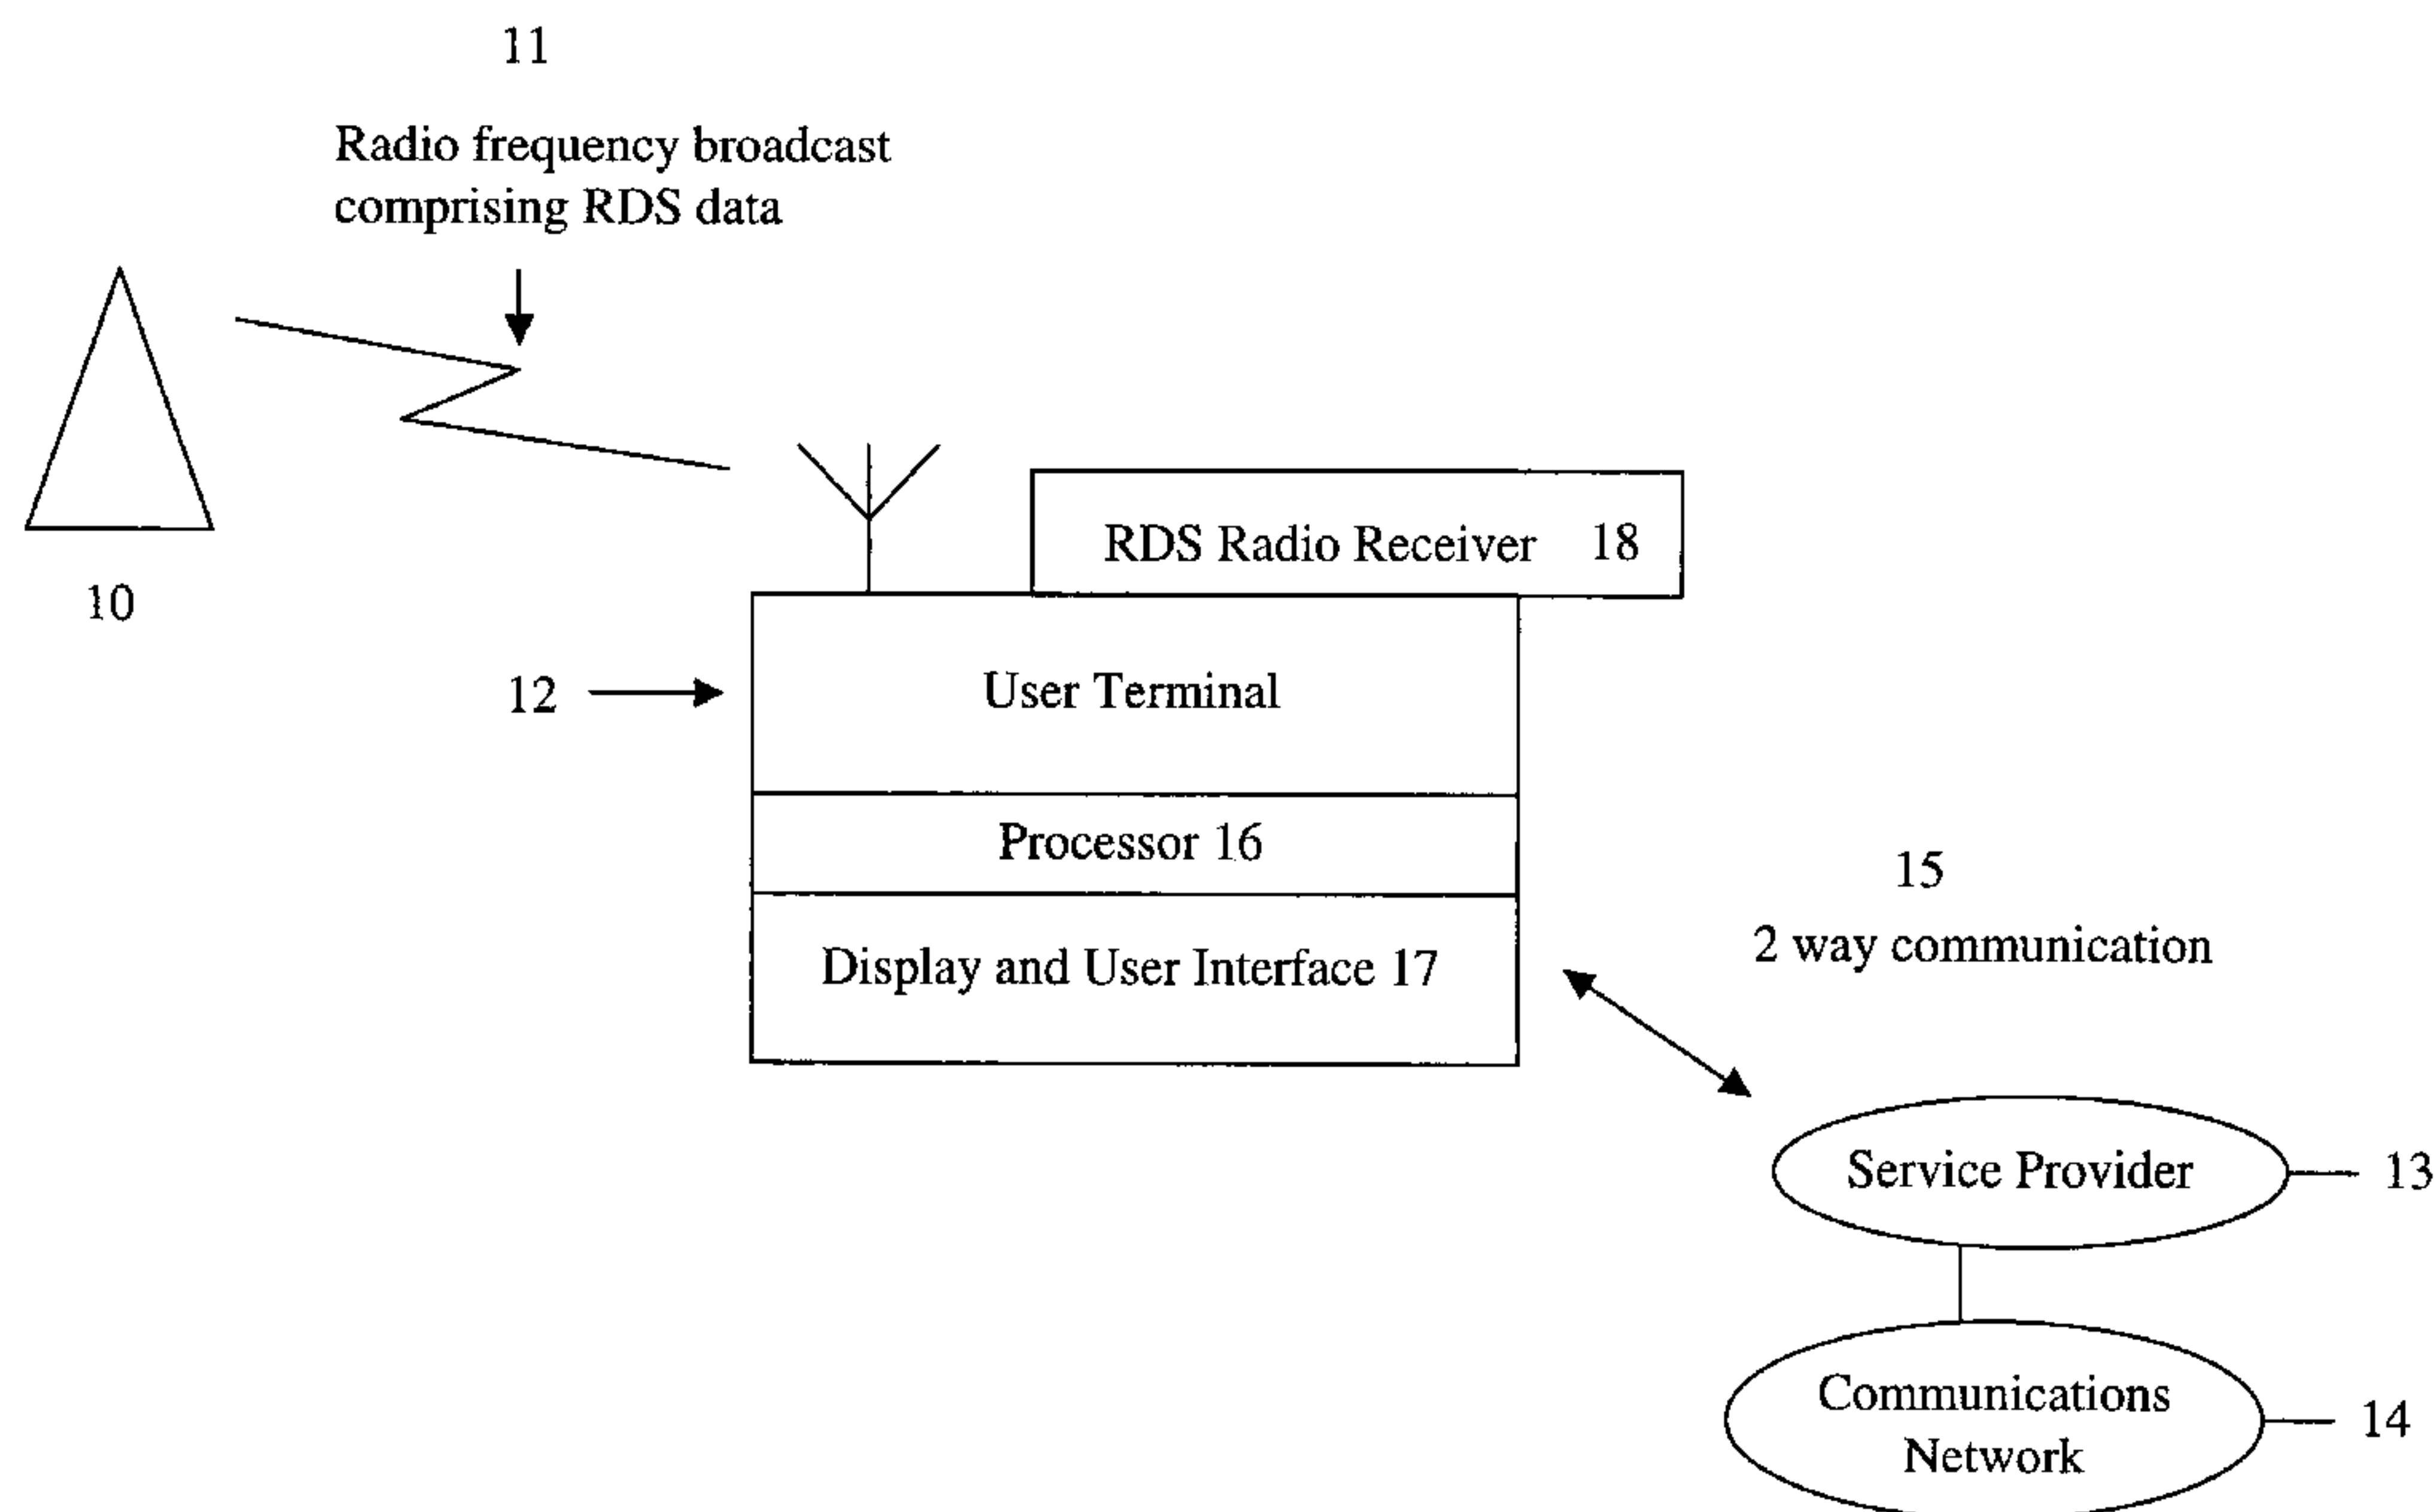 11
Radio frequency broadcast
comprising RDS data
10
RDS Radio Receiver 18
12
User Terminal
Processor 16
Display and User Interface 17
15
2 way communication
Service Provider
13
Communications
Network
14